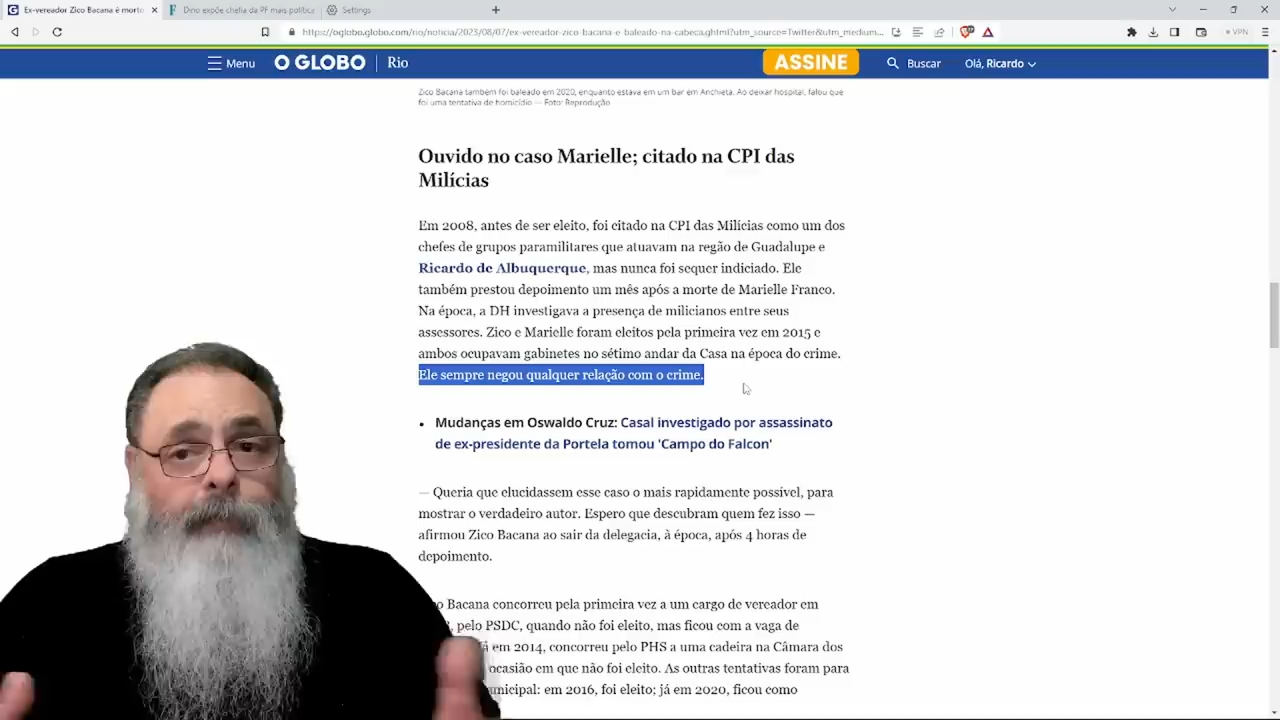 Ex-vereador Zico Bacana é morto
Dino expõe chefia da PF mais política
Settings
https://oglobo.globo.com/rio/noticia/2023/08/07/ex-vereador-zico-bacana-e-baleado-na-cabeca.ghtml?utm_source=Twitter&utm_medium...
VPN
Menu
O GLOBO
Rio
ASSINE
Buscar
Olá, Ricardo
Zico Bacana também foi baleado em 2020, enquanto estava em um bar em Anchieta. Ao deixar hospital, falou que
foi uma tentativa de homicídio — Foto: Reprodução
Ouvido no caso Marielle; citado na CPI das
Milícias
Em 2008, antes de ser eleito, foi citado na CPI das Milícias como um dos
chefes de grupos paramilitares que atuavam na regão de Guadalupe e
Ricardo de Albuquerque, mas nunca foi sequer indiciado. Ele
também prestou depoimento um mês após a morte de Marielle Franco.
Na época, a DH investigava a presença de milicianos entre seus
assessores. Zico e Marielle foram eleitos pela primeira vez em 2015 e
ambos ocupavam gabinetes no sétimo andar da Casa na época do crime.
Ele sempre negou qualquer relação com o crime.
• Mudanças em Oswaldo Cruz: Casal investigado por assassinato
de ex-presidente da Portela tomou 'Campo do Falcon'
— Queria que elucidassem esse caso o mais rapidamente possível, para
mostrar o verdadeiro autor. Espero que descubram quem fez isso —
afirmou Zico Bacana ao sair da delegacia, à época, após 4 horas de
depoimento.
Bacana concorreu pela primeira vez a um cargo de vereador em
pelo PSDC, quando não foi eleito, mas ficou com a vaga de
em 2014, concorreu pelo PHS a uma cadeira na Câmara dos
ocasião em que não foi eleito. As outras tentativas foram para
em 2016, foi eleito; já em 2020, ficou como